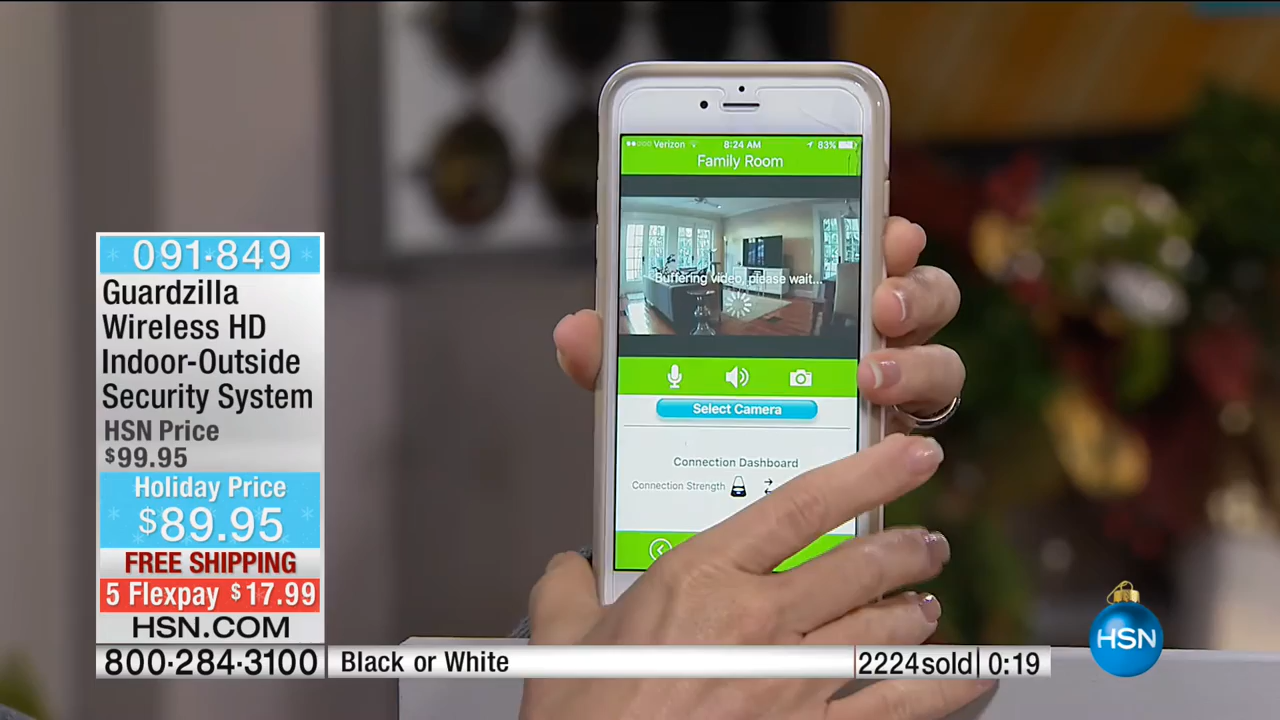 091·849
Guardzilla
Wireless HD
Indoor-Outside
Security System
HSN Price
$99.95
Holiday Price
$89.95
FREE SHIPPING
5 Flexpay $17.99
HSN.COM
800·284·3100
Black or White
2224 sold
0:19
HSN
Verizon
8:24 AM
83%
Family Room
Buffering video, please wait...
Select Camera
Connection Dashboard
Connection Strength